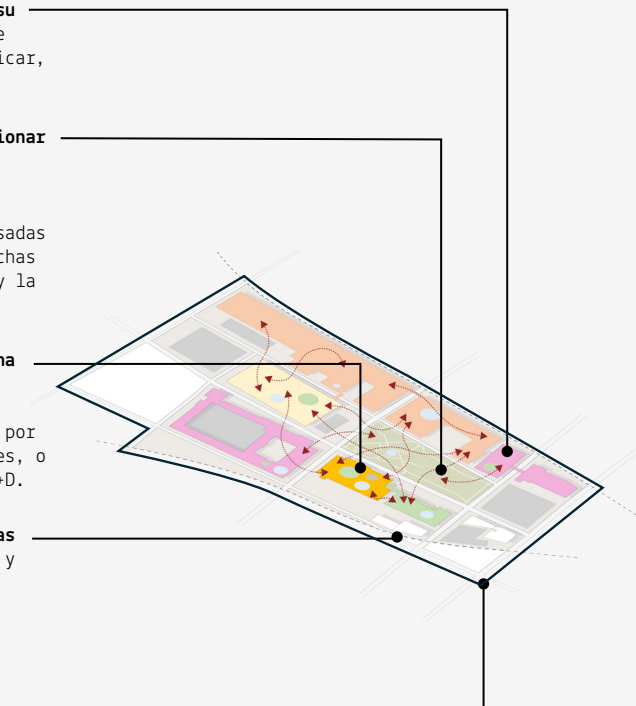 su
e
icar,
ionar
sadas
chas
y la
na
por
es, o
+D.
as
y